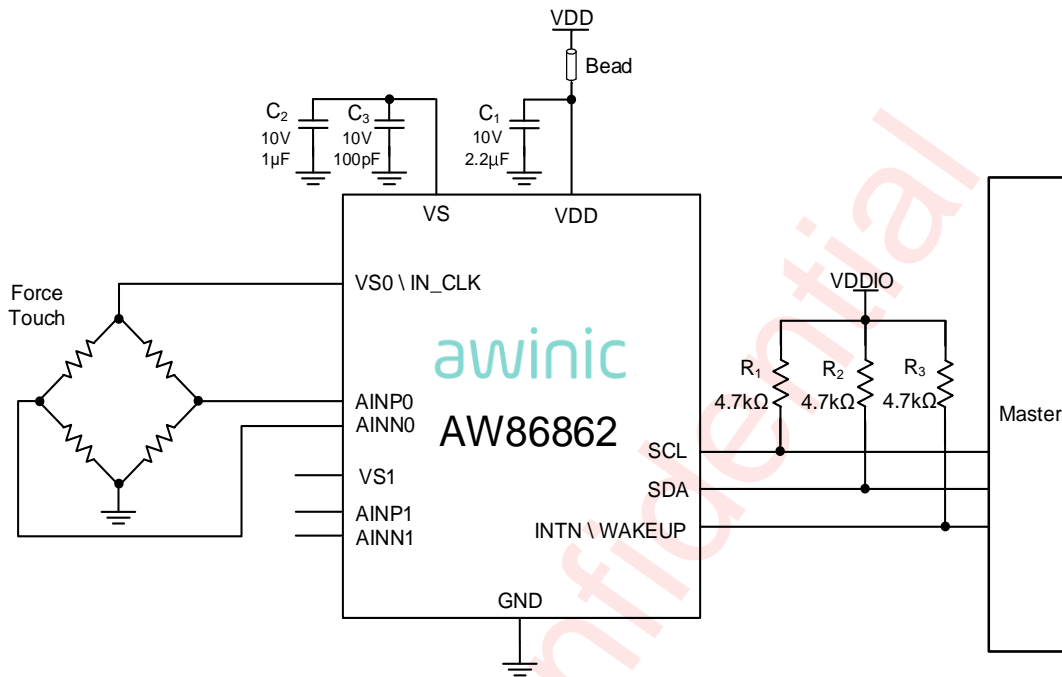 VDD
Bead
C₂
10V
1µF
C₃
10V
100pF
C₁
10V
2.2µF
VS
VDD
VS0 \ IN_CLK
Force
Touch
VDDIO
awinic
AW86862
R₁
4.7kΩ
R₂
4.7kΩ
R₃
4.7kΩ
AINP0
AINN0
Master
SCL
VS1
SDA
AINP1
AINN1
INTN \ WAKEUP
GND
nfidential